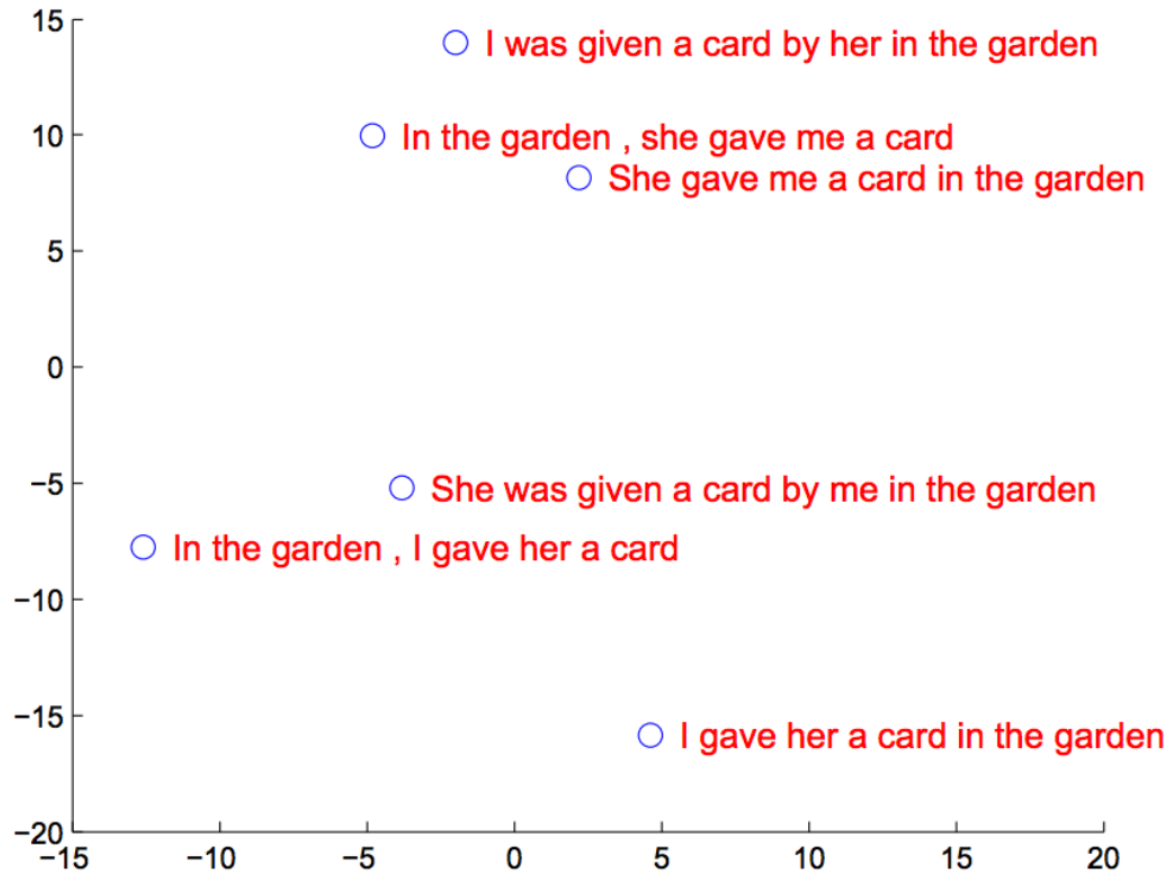 15
I was given a card by her in the garden
10
In the garden , she gave me a card
She gave me a card in the garden
5
0
−5
She was given a card by me in the garden
In the garden , I gave her a card
−10
−15
I gave her a card in the garden
−20
−15 −10 −5 0 5 10 15 20